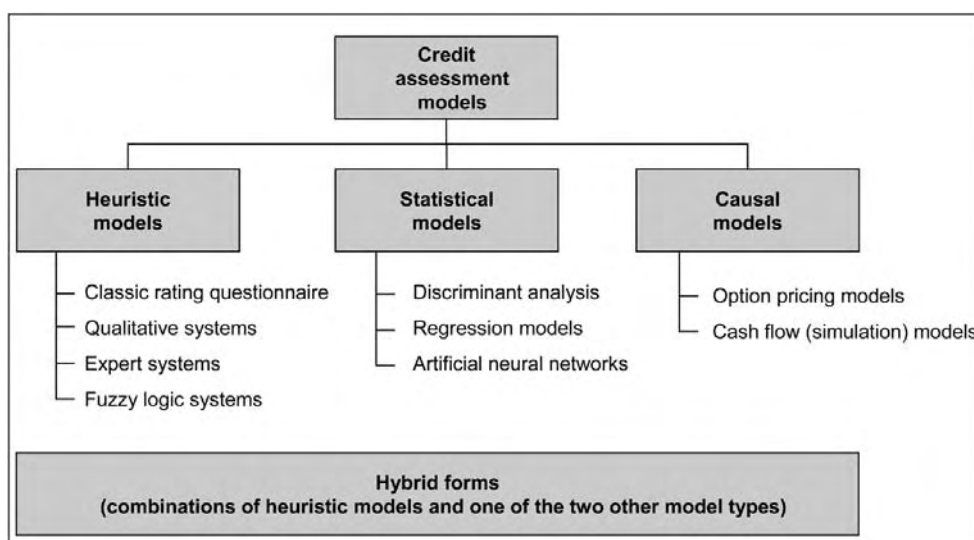 Credit
assessment
models
Heuristic
models
Statistical
models
Causal
models
Classic rating questionnaire
Qualitative systems
Expert systems
Fuzzy logic systems
Discriminant analysis
Regression models
Artificial neural networks
Option pricing models
Cash flow (simulation) models
Hybrid forms
(combinations of heuristic models and one of the two other model types)